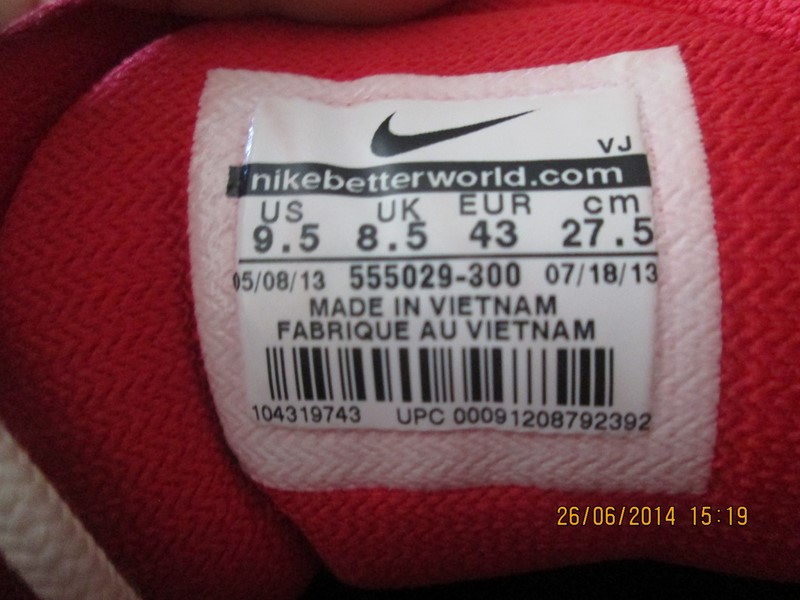 VJ
nikebetterworld.com
US UK EUR cm
9.5 8.5 43 27.5
05/08/13 555029-300 07/18/13
MADE IN VIETNAM
FABRIQUE AU VIETNAM
104319743 UPC 00091208792392
26/06/2014 15:19